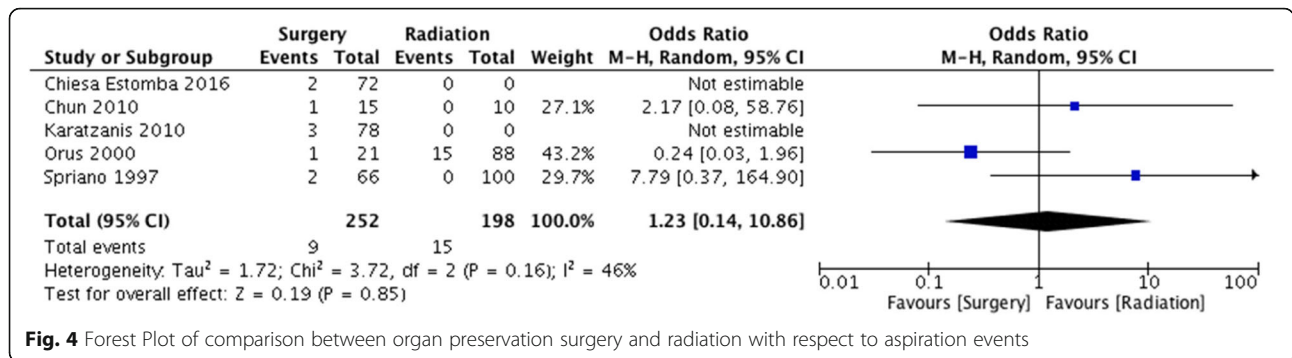 Surgery Radiation Odds Ratio Odds Ratio
Study or Subgroup Events Total Events Total Weight M-H, Random, 95% CI M-H, Random, 95% CI
Chiesa Estomba 2016 2 72 0 0 Not estimable
Chun 2010 1 15 0 10 27.1% 2.17 [0.08, 58.76]
Karatzanis 2010 3 78 0 0 Not estimable
Orus 2000 1 21 15 88 43.2% 0.24 [0.03, 1.96]
Spriano 1997 2 66 0 100 29.7% 7.79 [0.37, 164.90]
Total (95% CI) 252 198 100.0% 1.23 [0.14, 10.86]
Total events 9 15
Heterogeneity: Tau² = 1.72; Chi² = 3.72, df = 2 (P = 0.16); I² = 46%
Test for overall effect: Z = 0.19 (P = 0.85)
0.01 0.1 1 10 100
Favours [Surgery] Favours [Radiation]
Fig. 4 Forest Plot of comparison between organ preservation surgery and radiation with respect to aspiration events